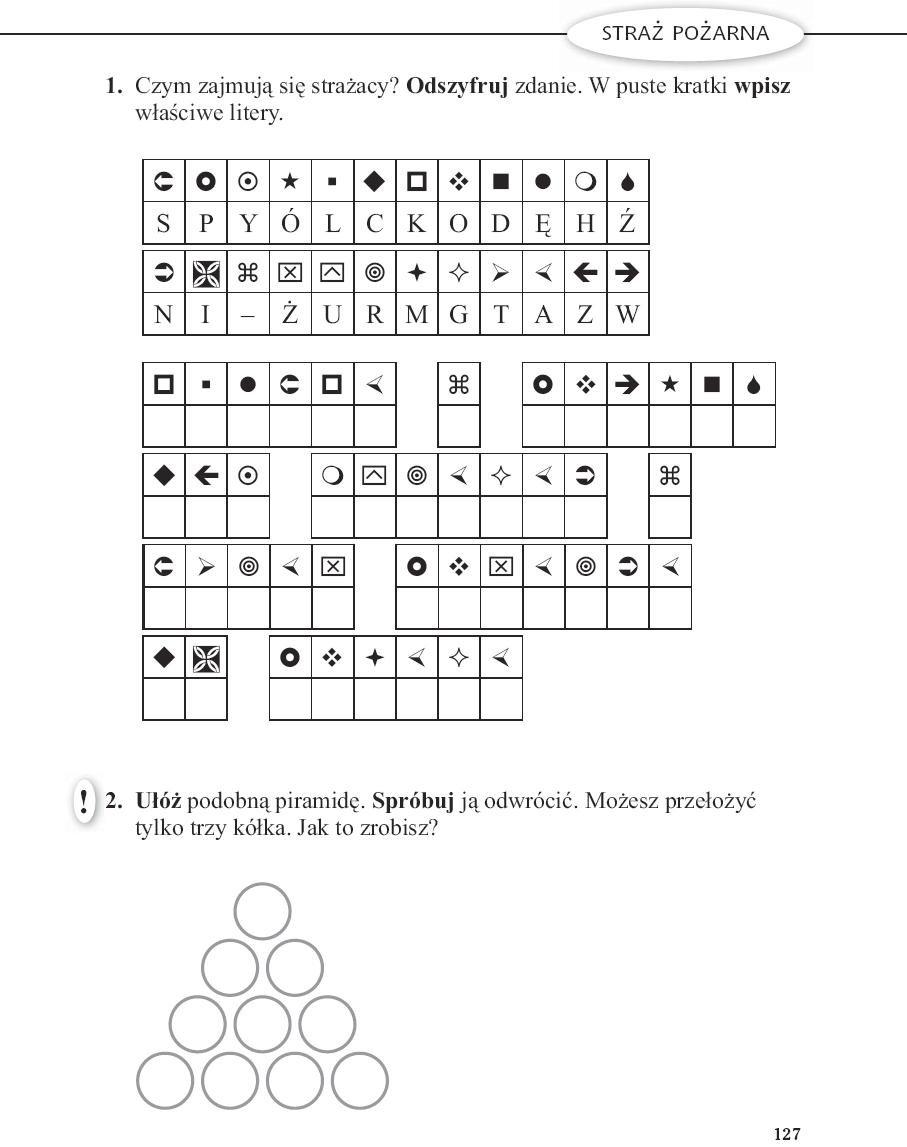 STRAŻ POŻARNA
1. Czym zajmują się strażacy? Odszyfruj zdanie. W puste kratki wpisz
właściwe litery.
S P Y Ó L C K O D Ę H Ź
N I – Ż U R M G T A Z W
! 2. Ułóż podobną piramidę. Spróbuj ją odwrócić. Możesz przełożyć
tylko trzy kółka. Jak to zrobisz?
127